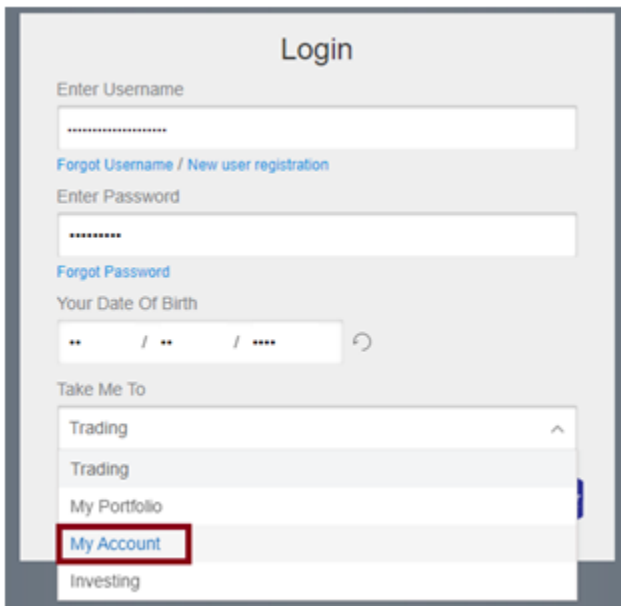 Login
Enter Username
•••••••••••••••••••••
Forgot Username / New user registration
Enter Password
•••••••••
Forgot Password
Your Date Of Birth
•• / •• / ••••
Take Me To
Trading
Trading
My Portfolio
My Account
Investing